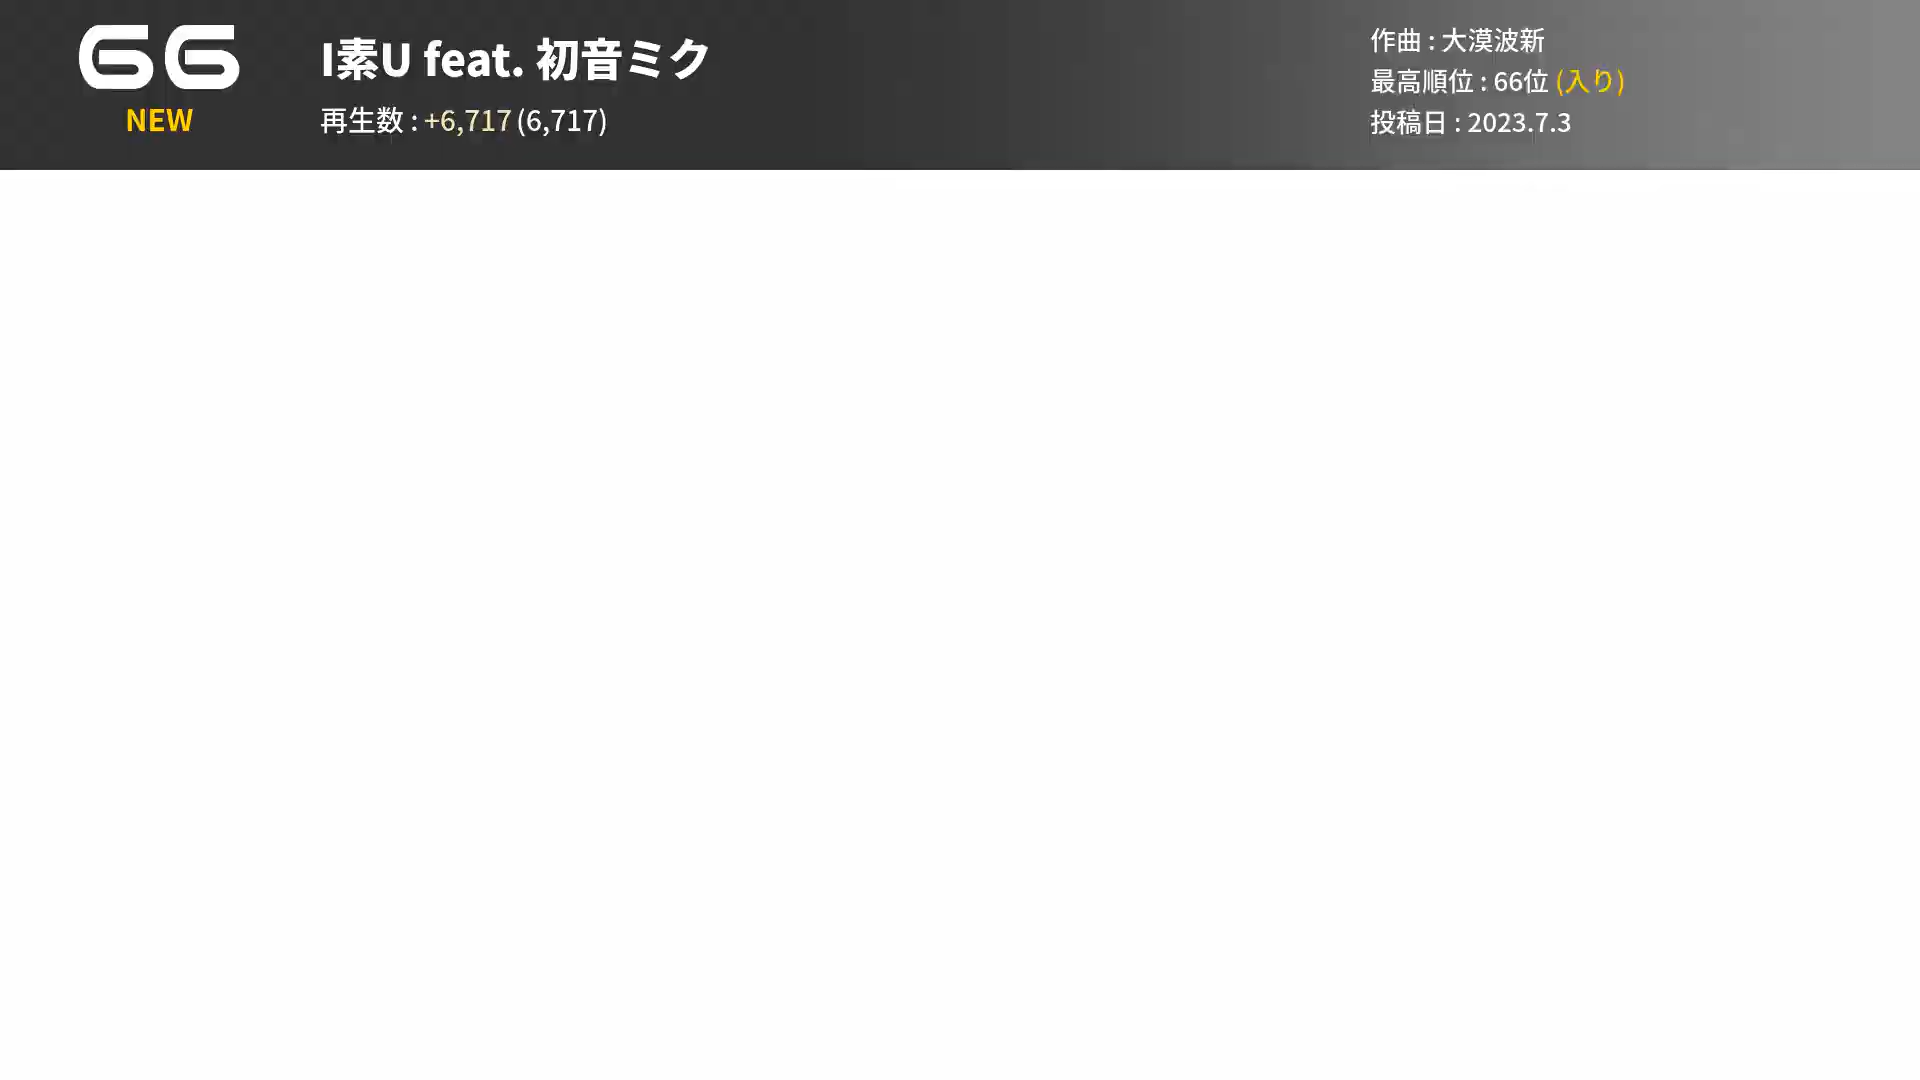 66
NEW
I素U feat. 初音ミク
再生数 : +6,717 (6,717)
作曲 : 大漠波新
最高順位 : 66位 (入り)
投稿日 : 2023.7.3